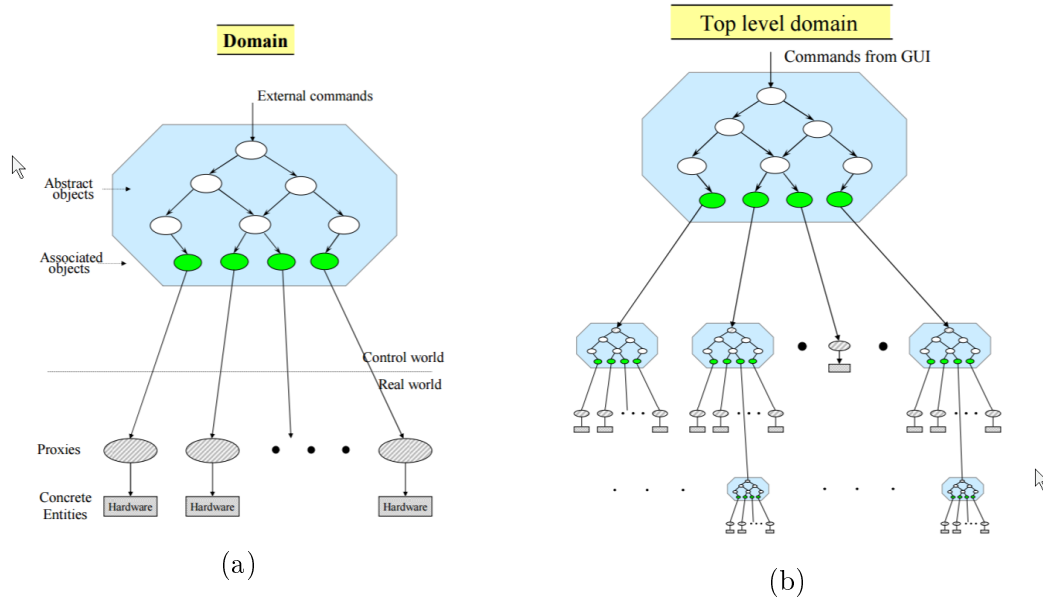 Domain
External commands
Abstract
objects
Associated
objects
Control world
Real world
Proxies
Concrete
Entities
Hardware
Hardware
Hardware
(a)
Top level domain
Commands from GUI
(b)